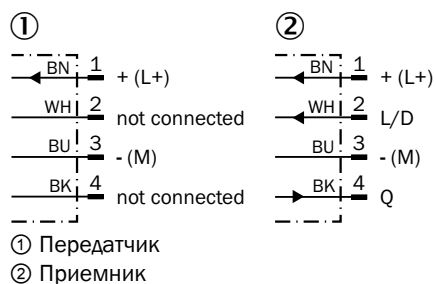 ① ②
BN 1 + (L+)
WH 2 not connected
BU 3 - (M)
BK 4 not connected
BN 1 + (L+)
WH 2 L/D
BU 3 - (M)
BK 4 Q
① Передатчик
② Приемник